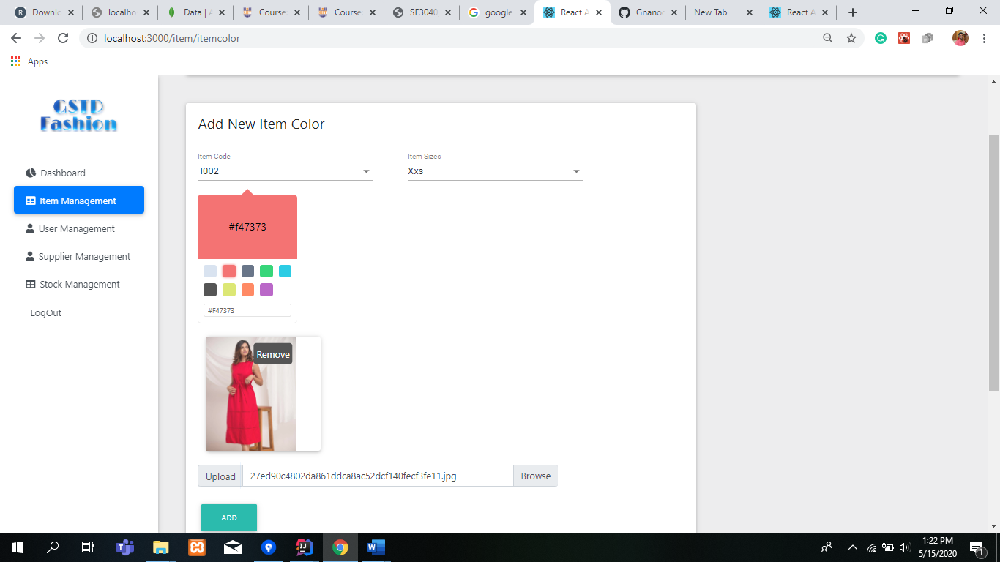 Downlo
localho
Data | A
Course
Course
SE3040
google
React A
Gnano
New Tab
React A
localhost:3000/item/itemcolor
Apps
GSTD
Fashion
Dashboard
Item Management
User Management
Supplier Management
Stock Management
LogOut
Add New Item Color
Item Code
Item Sizes
I002
Xxs
#f47373
#F47373
Remove
Upload
27ed90c4802da861ddca8ac52dcf140fecf3fe11.jpg
Browse
ADD
1:22 PM
5/15/2020
1